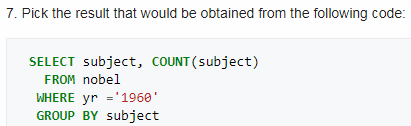 7. Pick the result that would be obtained from the following code:
SELECT subject, COUNT(subject)
FROM nobel
WHERE yr ='1960'
GROUP BY subject